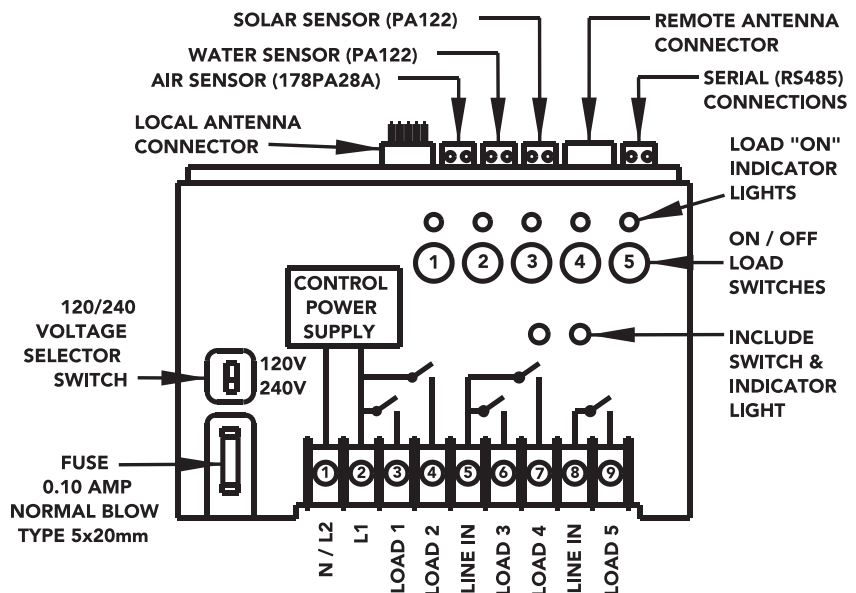 SOLAR SENSOR (PA122)
WATER SENSOR (PA122)
AIR SENSOR (178PA28A)
LOCAL ANTENNA
CONNECTOR
REMOTE ANTENNA
CONNECTOR
SERIAL (RS485)
CONNECTIONS
LOAD "ON"
INDICATOR
LIGHTS
1 2 3 4 5
ON / OFF
LOAD
SWITCHES
CONTROL
POWER
SUPPLY
120/240
VOLTAGE
SELECTOR
SWITCH
120V
240V
INCLUDE
SWITCH &
INDICATOR
LIGHT
FUSE
0.10 AMP
NORMAL BLOW
TYPE 5x20mm
1 2 3 4 5 6 7 8 9
N / L2
L1
LOAD 1
LOAD 2
LINE IN
LOAD 3
LOAD 4
LINE IN
LOAD 5